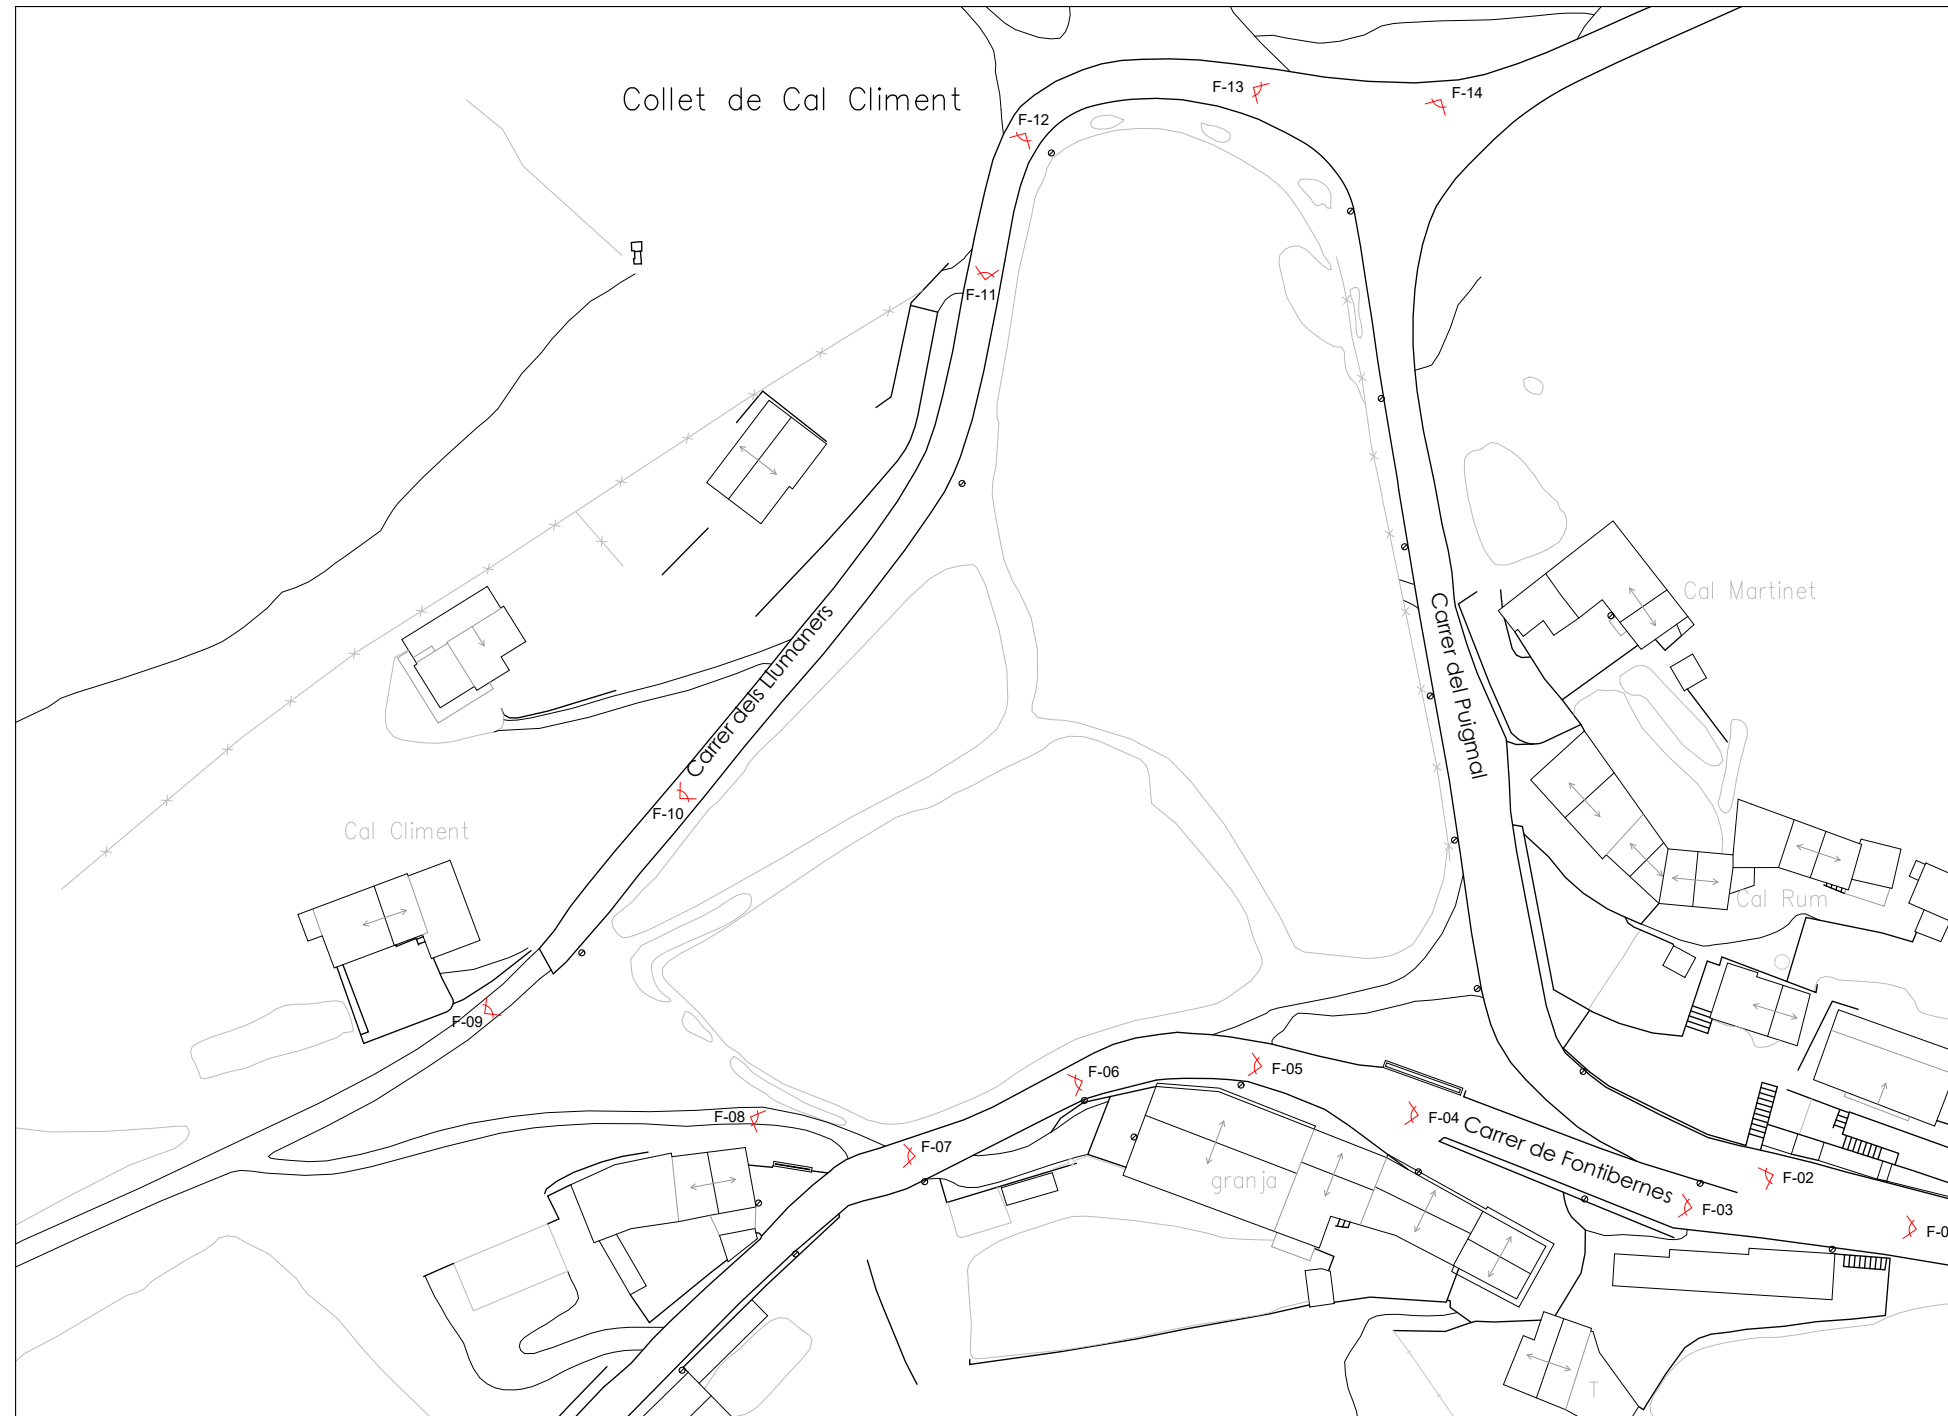 F-13
F-14
Collet de Cal Climent
F-12
F-11
Cal Martinet
Carrer dels Llumaners
Carrer del Puigmal
F-10
Cal Climent
Cal Rum
F-09
F-05
F-06
F-08
F-04
F-07
Carrer de Fontibernes
granja
F-02
F-03
F-0
T